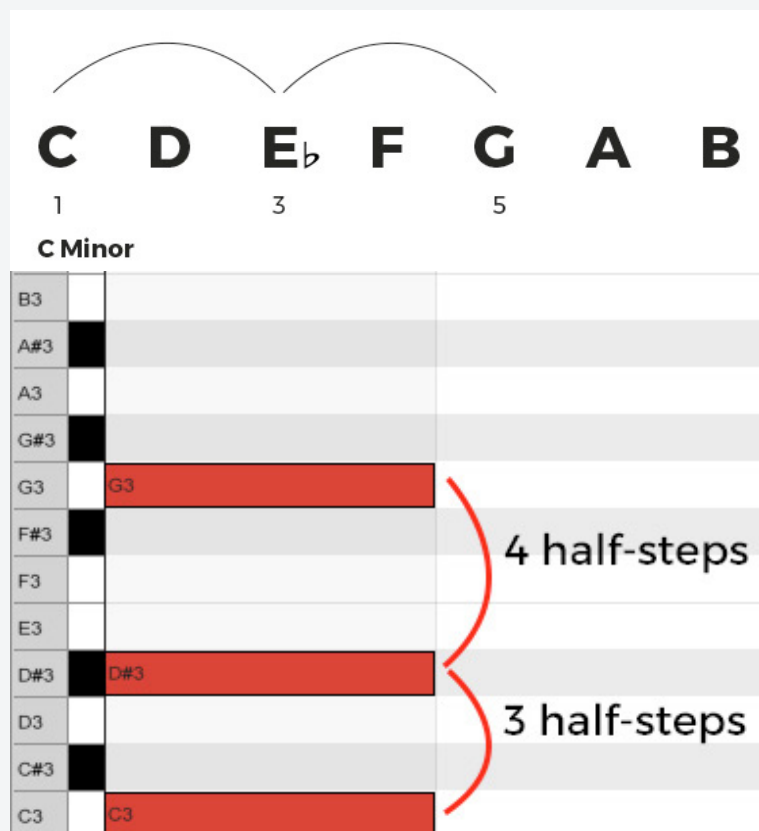 C D E♭ F G A B
1 3 5
C Minor
B3
A#3
A3
G#3
G3 G3
F#3
4 half-steps
F3
E3
D#3 D#3
D3 3 half-steps
C#3
C3 C3